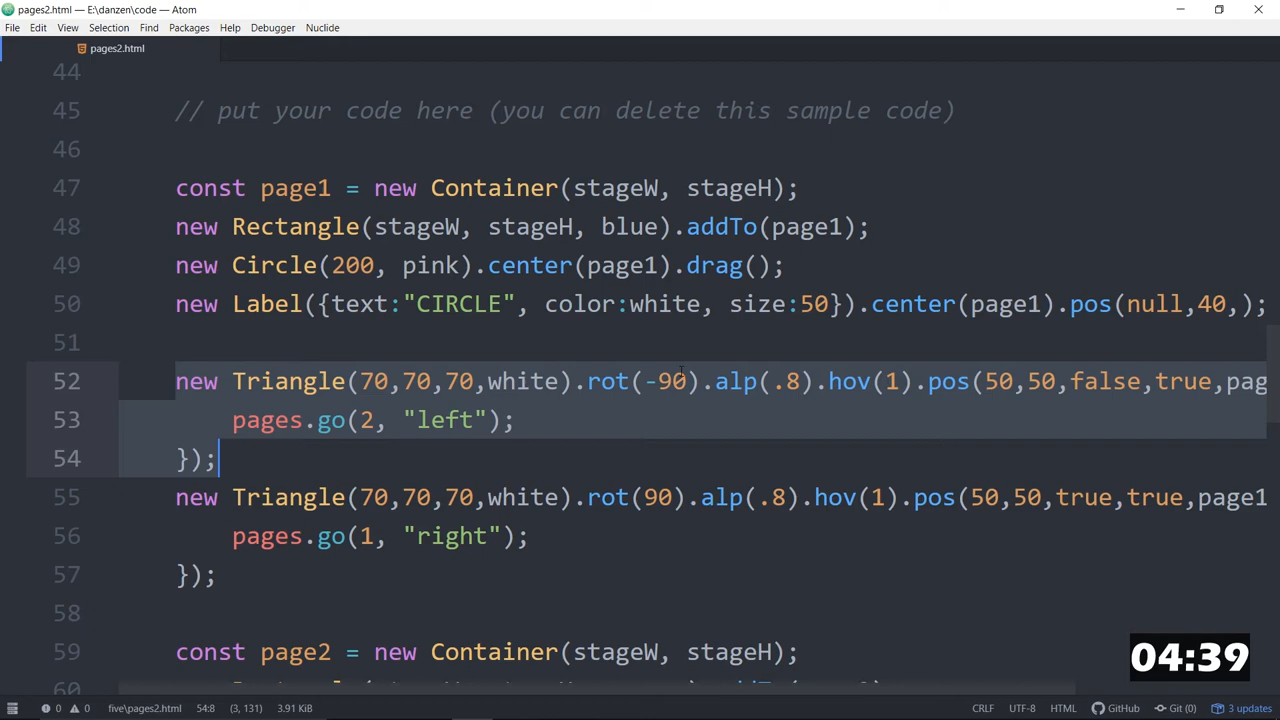 pages2.html — E:\danzen\code — Atom
File Edit View Selection Find Packages Help Debugger Nuclide
pages2.html
44
45 // put your code here (you can delete this sample code)
46
47 const page1 = new Container(stageW, stageH);
48 new Rectangle(stageW, stageH, blue).addTo(page1);
49 new Circle(200, pink).center(page1).drag();
50 new Label({text:"CIRCLE", color:white, size:50}).center(page1).pos(null,40,);
51
52 new Triangle(70,70,70,white).rot(-90).alp(.8).hov(1).pos(50,50,false,true,pag
53 pages.go(2, "left");
54 });
55 new Triangle(70,70,70,white).rot(90).alp(.8).hov(1).pos(50,50,true,true,page1
56 pages.go(1, "right");
57 });
58
59 const page2 = new Container(stageW, stageH);
60
04:39
0 0 five\pages2.html 54:8 (3, 131) 3.91 KiB CRLF UTF-8 HTML GitHub Git (0) 3 updates